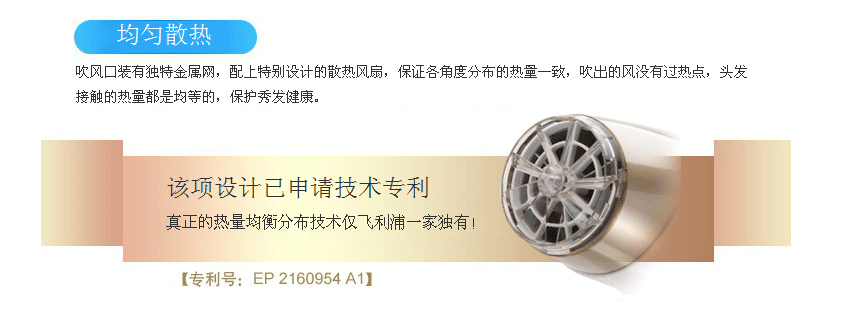 均匀散热
吹风口装有独特金属网，配上特别设计的散热风扇，保证各角度分布的热量一致，吹出的风没有过热点，头发
接触的热量都是均等的，保护秀发健康。
该项设计已申请技术专利
真正的热量均衡分布技术仅飞利浦一家独有!
【专利号：EP 2160954 A1】